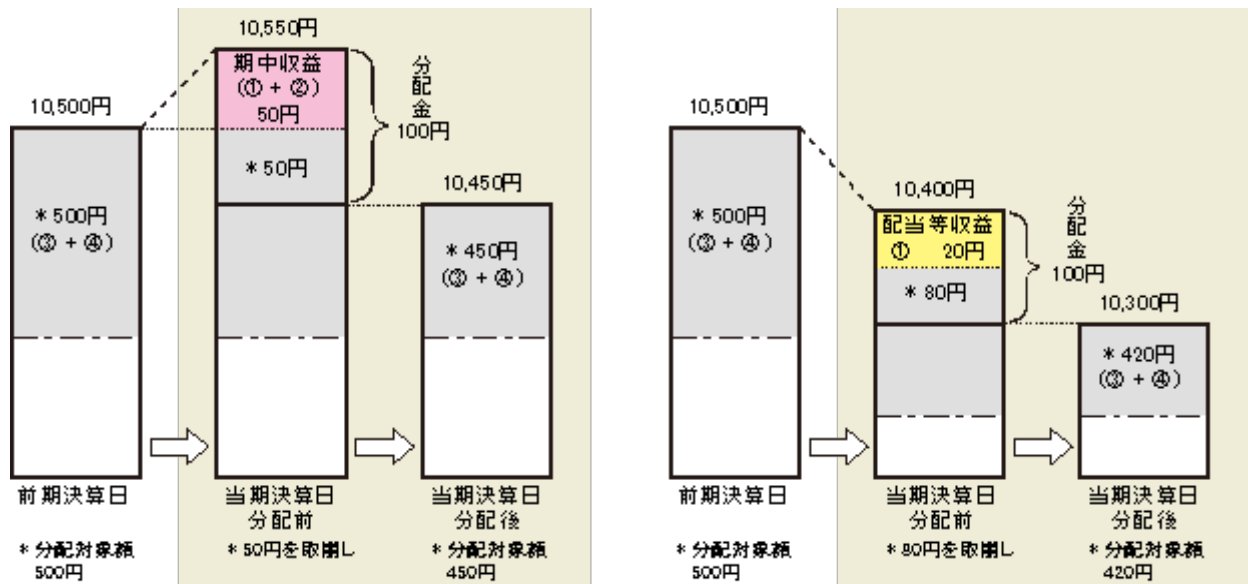 10,550円
期中収益
(① + ②)
50円
分配金
100円
10,500円
* 50円
10,450円
* 500円
(③ + ④)
* 450円
(③ + ④)
前期決算日
当期決算日
分配前
当期決算日
分配後
* 分配対象額
500円
* 50円を取崩し
* 分配対象額
450円
10,500円
10,400円
配当等収益
① 20円
分配金
100円
* 500円
(③ + ④)
* 80円
10,300円
* 420円
(③ + ④)
前期決算日
当期決算日
分配前
当期決算日
分配後
* 分配対象額
500円
* 80円を取崩し
* 分配対象額
420円